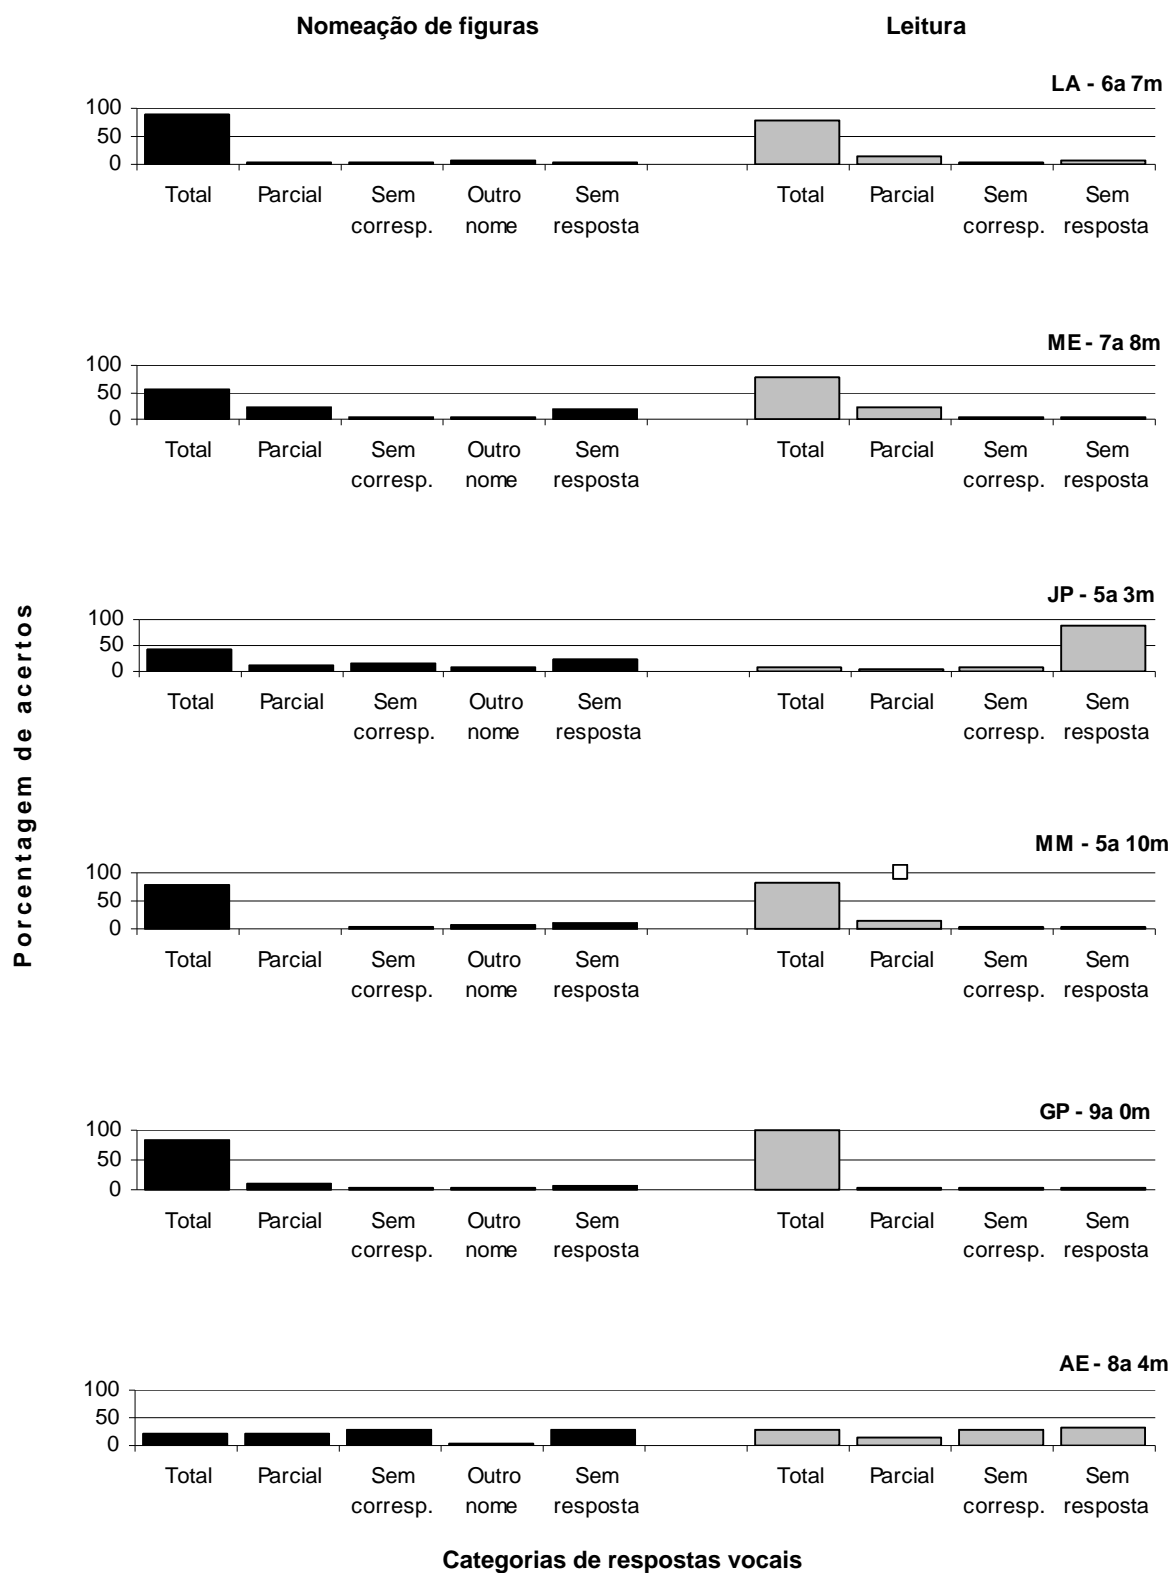 Nomeação de figuras Leitura
LA - 6a 7m
100
50
0
Total Parcial Sem Outro Sem Total Parcial Sem Sem
corresp. nome resposta corresp. resposta
ME - 7a 8m
100
50
0
Total Parcial Sem Outro Sem Total Parcial Sem Sem
corresp. nome resposta corresp. resposta
JP - 5a 3m
100
50
0
Total Parcial Sem Outro Sem Total Parcial Sem Sem
corresp. nome resposta corresp. resposta
Porcentagem de acertos
MM - 5a 10m
100
50
0
Total Parcial Sem Outro Sem Total Parcial Sem Sem
corresp. nome resposta corresp. resposta
GP - 9a 0m
100
50
0
Total Parcial Sem Outro Sem Total Parcial Sem Sem
corresp. nome resposta corresp. resposta
AE - 8a 4m
100
50
0
Total Parcial Sem Outro Sem Total Parcial Sem Sem
corresp. nome resposta corresp. resposta
Categorias de respostas vocais